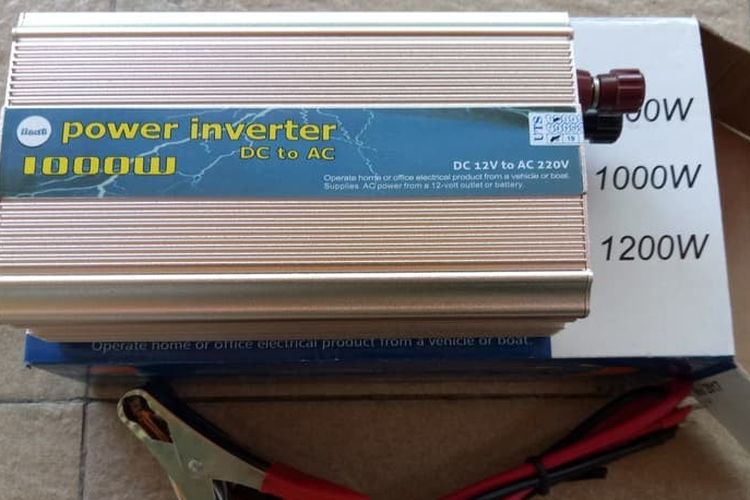 power inverter
DC to AC
1000W
DC 12V to AC 220V
Operate home or office electrical product from a vehicle or boat.
Supplies AC power from a 12-volt outlet or battery.
UTS
00W
1000W
1200W
Operate home or office electrical product from a vehicle or boat.